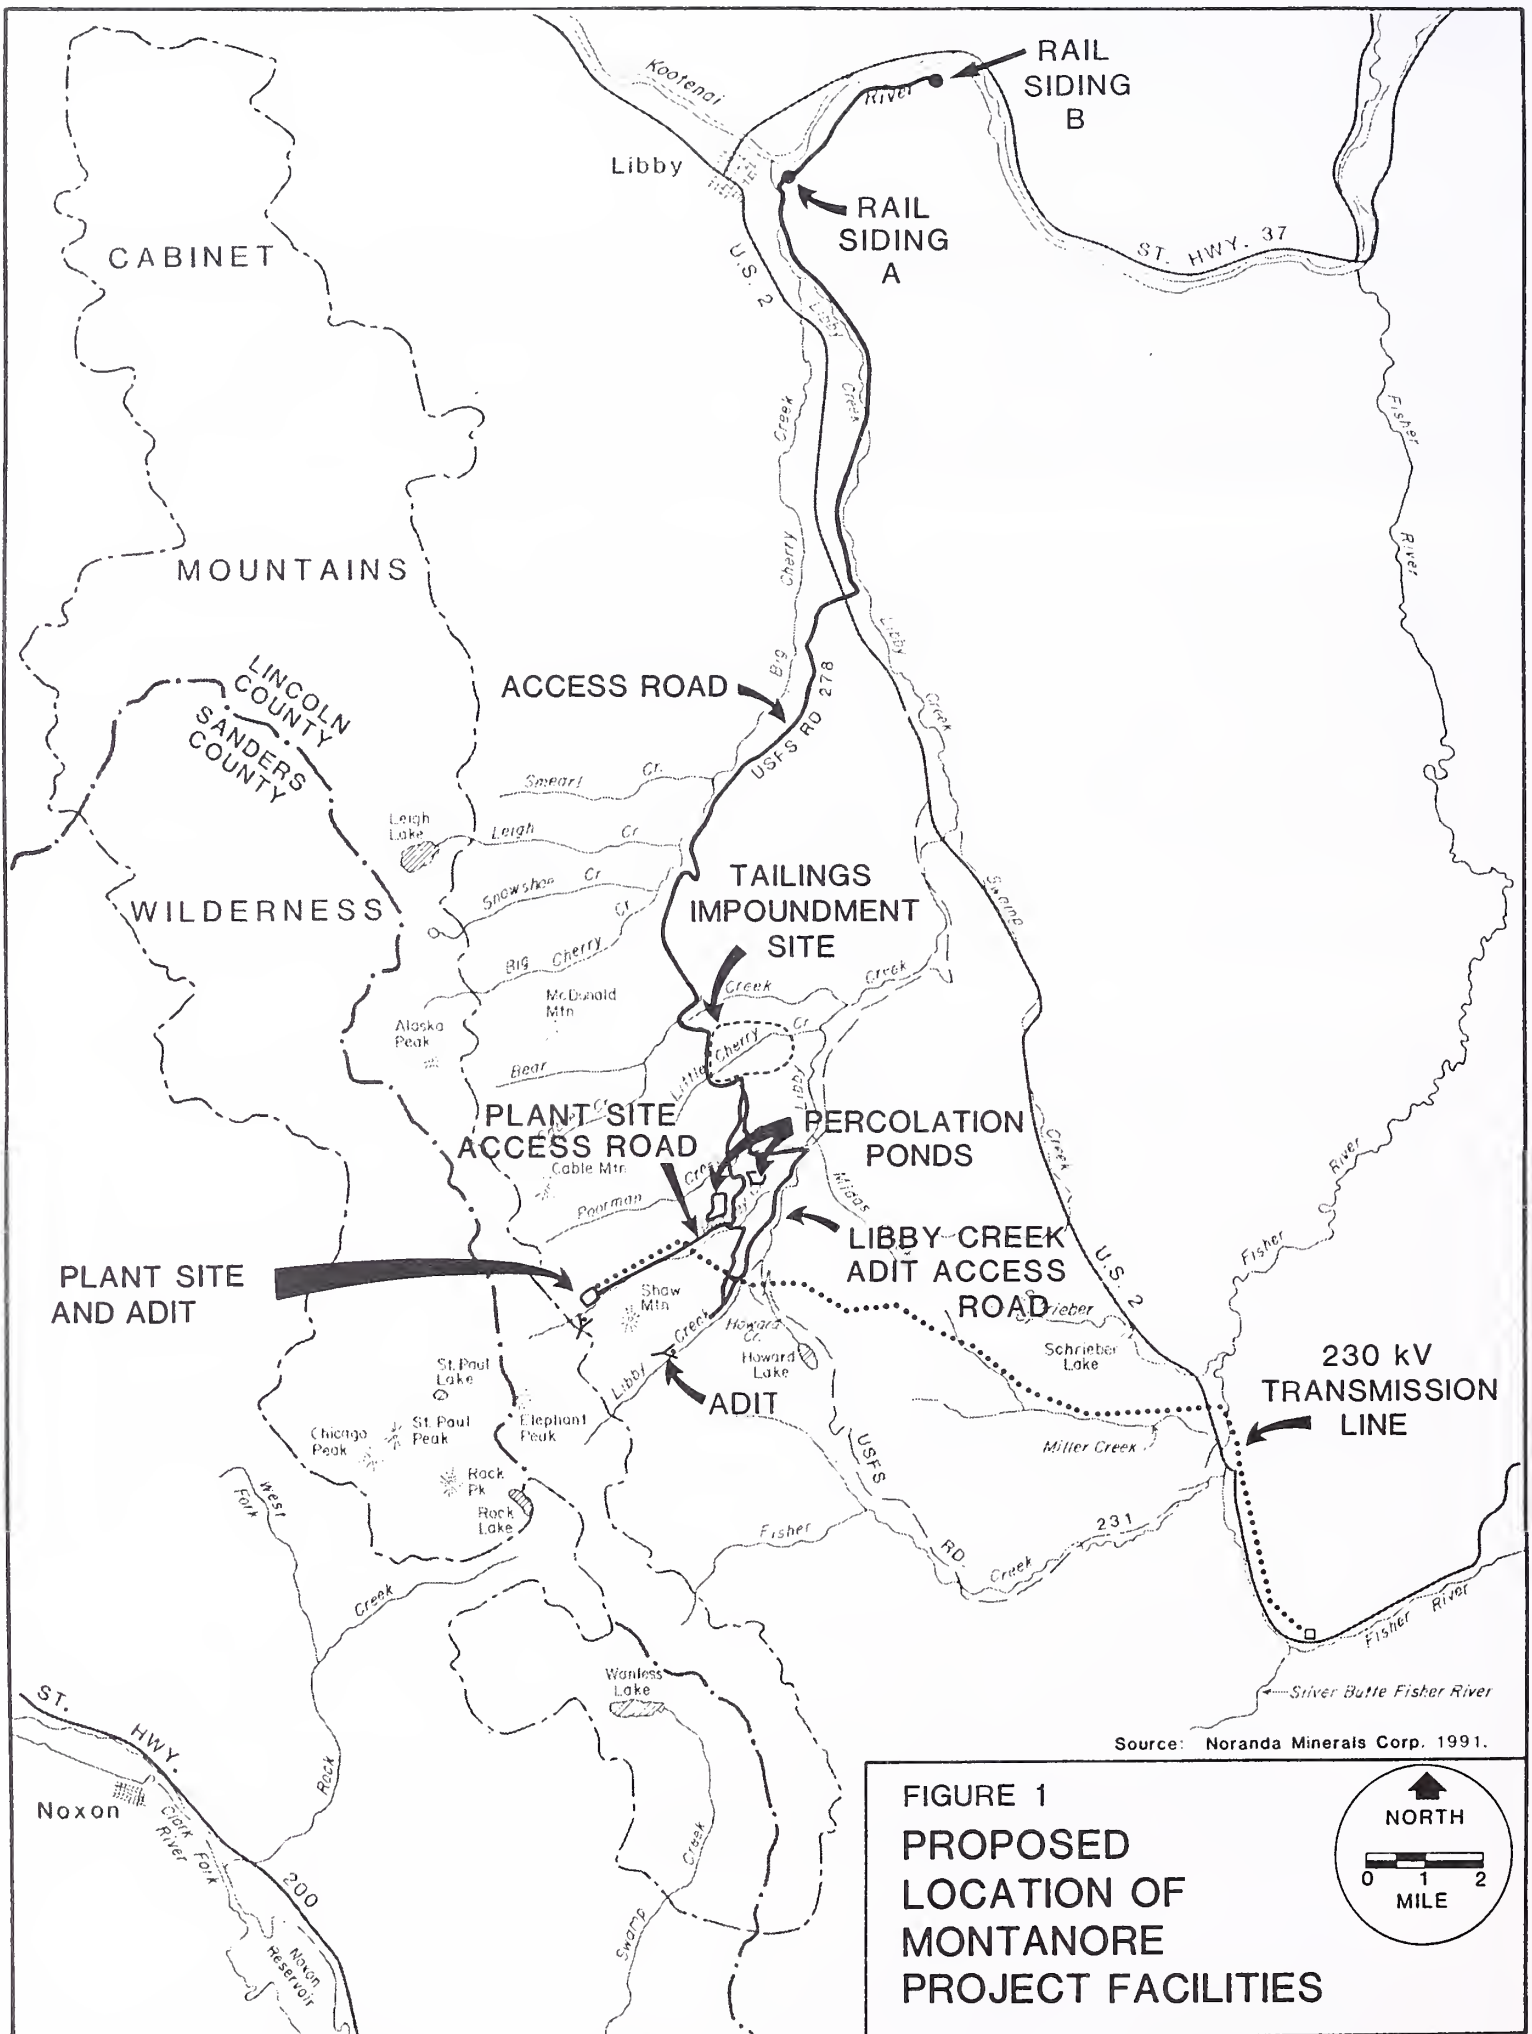 RAIL
SIDING
B
Kootenai
River
Libby
RAIL
SIDING
A
ST. HWY. 37
U.S. 2
CABINET
Libby
Creek
Creek
Fisher
River
Cherry
MOUNTAINS
Big
Libby
Creek
LINCOLN
COUNTY
SANDERS
COUNTY
ACCESS ROAD
USFS RD 278
Smearl Cr.
Leigh
Lake
Leigh Cr
Snowshoe Cr
Cr
Big Cherry
TAILINGS
IMPOUNDMENT
SITE
Swamp
WILDERNESS
Creek
Creek
McDonald
Mtn
Alaska
Peak
Bear
Little Cherry Cr
Libby
PLANT SITE
ACCESS ROAD
PERCOLATION
PONDS
Creek
River
Cable Mtn
Poorman
Midas
LIBBY CREEK
ADIT ACCESS
ROAD
Fisher
U.S. 2
PLANT SITE
AND ADIT
Shaw
Mtn
Howard
Cr.
Howard
Lake
Schrieber
Lake
230 kV
TRANSMISSION
LINE
Libby Creek
ADIT
St. Paul
Lake
St. Paul
Peak
Elephant
Peak
Chicago
Peak
Rock
Pk
Rock
Lake
Miller Creek
USFS
RD.
231
West
Fork
Fisher
Creek
Creek
Fisher River
Wanless
Lake
Silver Butte Fisher River
ST.
HWY.
200
Rock
Noxon
Clark Fork
River
Creek
Swamp
Noxon
Reservoir
Source: Noranda Minerals Corp. 1991.
FIGURE 1
PROPOSED
LOCATION OF
MONTANORE
PROJECT FACILITIES
NORTH
0 1 2
MILE